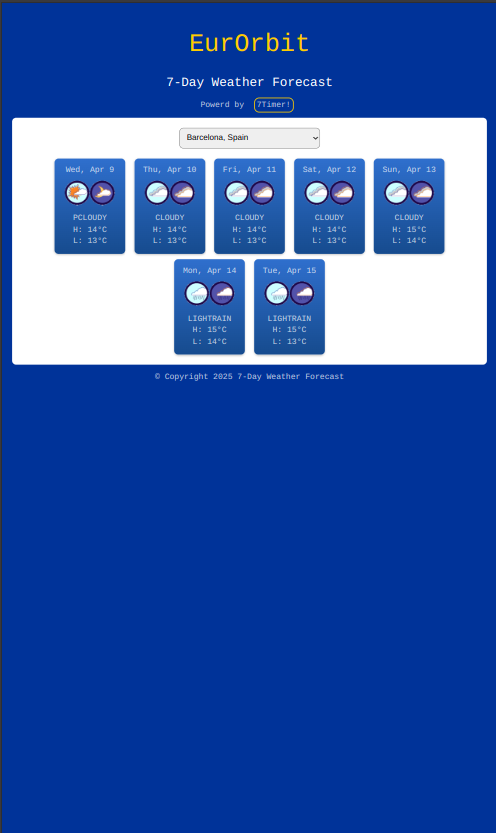 EurOrbit
7-Day Weather Forecast
Powerd by 7Timer!
Barcelona, Spain
Wed, Apr 9
PCLOUDY
H: 14°C
L: 13°C
Thu, Apr 10
CLOUDY
H: 14°C
L: 13°C
Fri, Apr 11
CLOUDY
H: 14°C
L: 13°C
Sat, Apr 12
CLOUDY
H: 14°C
L: 13°C
Sun, Apr 13
CLOUDY
H: 15°C
L: 14°C
Mon, Apr 14
LIGHTRAIN
H: 15°C
L: 14°C
Tue, Apr 15
LIGHTRAIN
H: 15°C
L: 13°C
© Copyright 2025 7-Day Weather Forecast